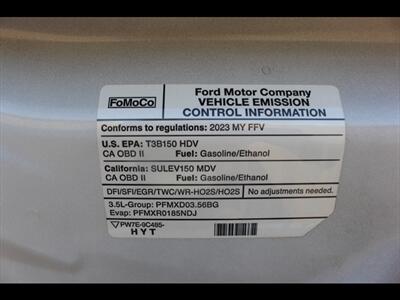 FoMoCo
Ford Motor Company
VEHICLE EMISSION
CONTROL INFORMATION
Conforms to regulations: 2023 MY FFV
U.S. EPA: T3B150 HDV
CA OBD II Fuel: Gasoline/Ethanol
California: SULEV150 MDV
CA OBD II Fuel: Gasoline/Ethanol
DFI/SFI/EGR/TWC/WR-HO2S/HO2S No adjustments needed.
3.5L-Group: PFMXD03.56BG
Evap: PFMXR0185NDJ
PW7E-9C485-
HYT